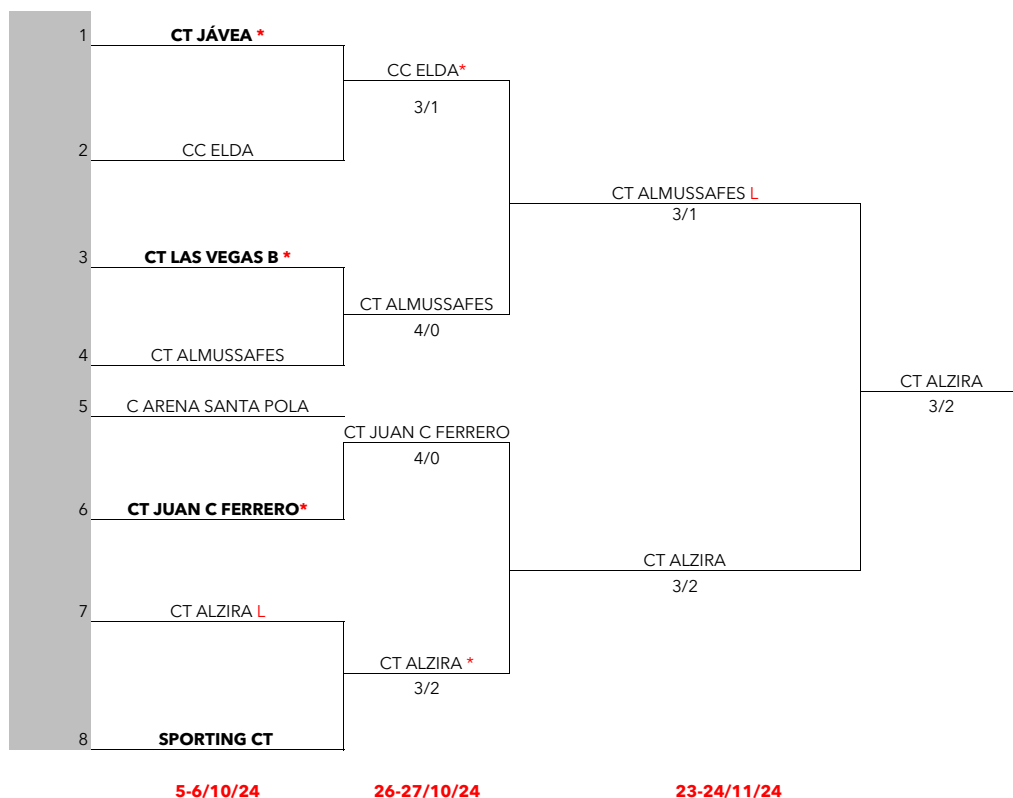 1 CT JÁVEA *
CC ELDA*
3/1
2 CC ELDA
CT ALMUSSAFES L
3/1
3 CT LAS VEGAS B *
CT ALMUSSAFES
4/0
4 CT ALMUSSAFES
CT ALZIRA
3/2
5 C ARENA SANTA POLA
CT JUAN C FERRERO
4/0
6 CT JUAN C FERRERO*
CT ALZIRA
3/2
7 CT ALZIRA L
CT ALZIRA *
3/2
8 SPORTING CT
5-6/10/24 26-27/10/24 23-24/11/24